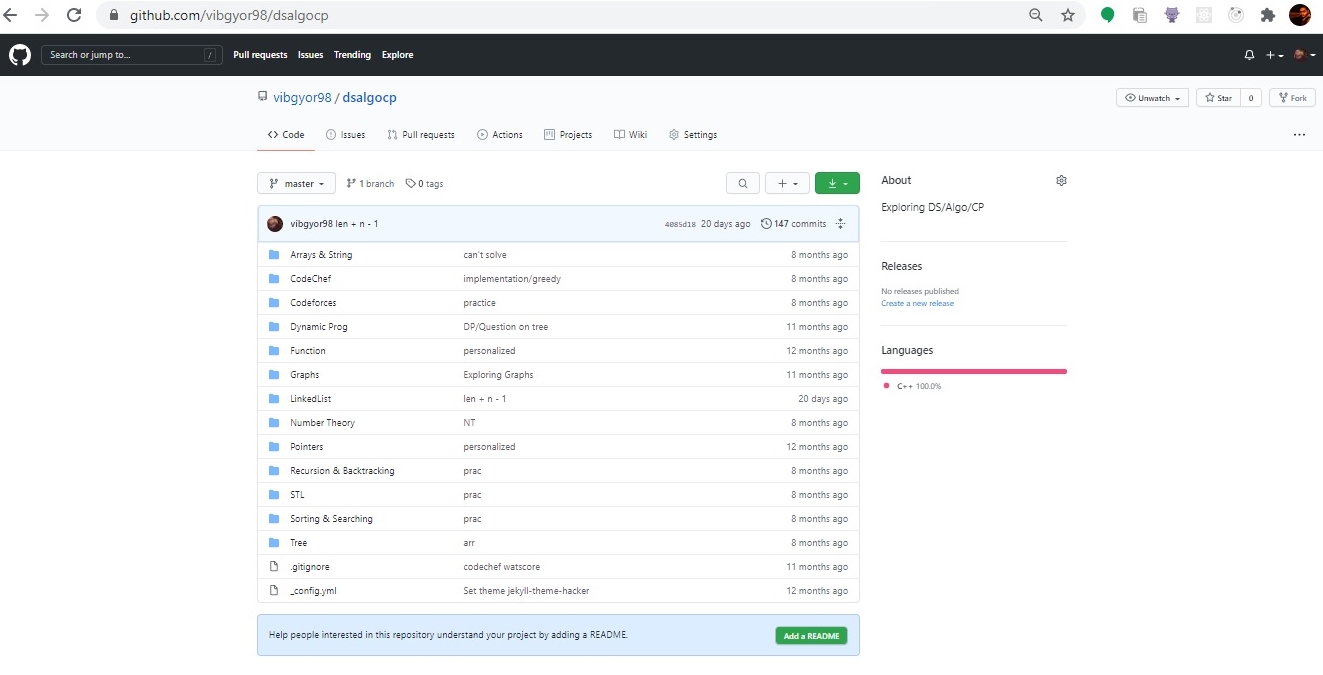 github.com/vibgyor98/dsalgocp
Search or jump to... / Pull requests Issues Trending Explore
vibgyor98 / dsalgocp Unwatch Star 0 Fork
Code Issues Pull requests Actions Projects Wiki Settings
master 1 branch 0 tags
vibgyor98 len + n - 1 4085d18 20 days ago 147 commits
Arrays & String can't solve 8 months ago
CodeChef implementation/greedy 8 months ago
Codeforces practice 8 months ago
Dynamic Prog DP/Question on tree 11 months ago
Function personalized 12 months ago
Graphs Exploring Graphs 11 months ago
LinkedList len + n - 1 20 days ago
Number Theory NT 8 months ago
Pointers personalized 12 months ago
Recursion & Backtracking prac 8 months ago
STL prac 8 months ago
Sorting & Searching prac 8 months ago
Tree arr 8 months ago
.gitignore codechef watscore 11 months ago
_config.yml Set theme jekyll-theme-hacker 12 months ago
Help people interested in this repository understand your project by adding a README. Add a README
About
Exploring DS/Algo/CP
Releases
No releases published
Create a new release
Languages
C++ 100.0%